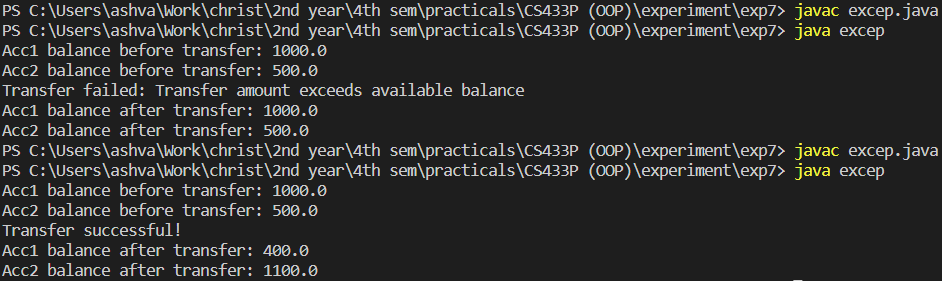 PS C:\Users\ashva\Work\christ\2nd year\4th sem\practicals\CS433P (OOP)\experiment\exp7> javac excep.java
PS C:\Users\ashva\Work\christ\2nd year\4th sem\practicals\CS433P (OOP)\experiment\exp7> java excep
Acc1 balance before transfer: 1000.0
Acc2 balance before transfer: 500.0
Transfer failed: Transfer amount exceeds available balance
Acc1 balance after transfer: 1000.0
Acc2 balance after transfer: 500.0
PS C:\Users\ashva\Work\christ\2nd year\4th sem\practicals\CS433P (OOP)\experiment\exp7> javac excep.java
PS C:\Users\ashva\Work\christ\2nd year\4th sem\practicals\CS433P (OOP)\experiment\exp7> java excep
Acc1 balance before transfer: 1000.0
Acc2 balance before transfer: 500.0
Transfer successful!
Acc1 balance after transfer: 400.0
Acc2 balance after transfer: 1100.0